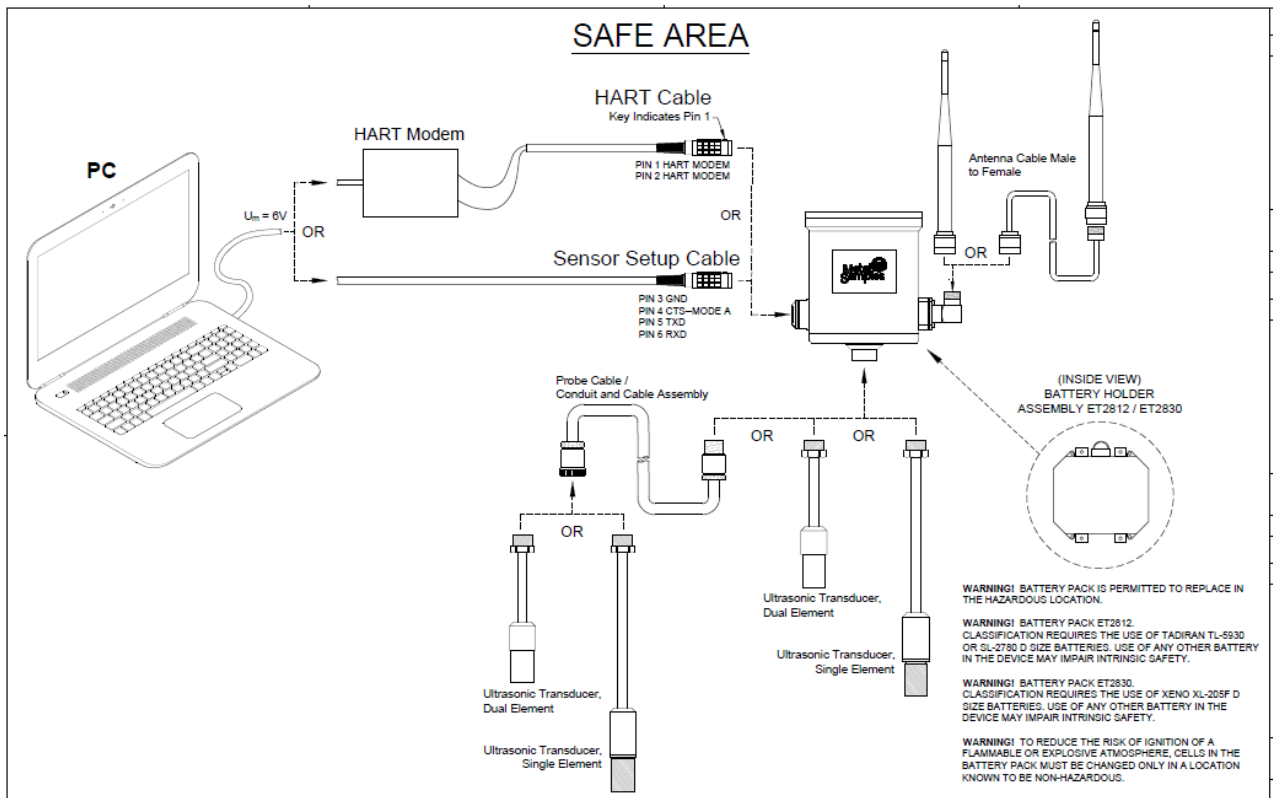 SAFE AREA
HART Cable
Key Indicates Pin 1
HART Modem
PC
PIN 1 HART MODEM
PIN 2 HART MODEM
Antenna Cable Male
to Female
Um = 6V
OR
OR
OR
Sensor Setup Cable
Metal
Samples
PIN 3 GND
PIN 4 CTS–MODE A
PIN 5 TXD
PIN 6 RXD
(INSIDE VIEW)
BATTERY HOLDER
ASSEMBLY ET2812 / ET2830
Probe Cable /
Conduit and Cable Assembly
OR
OR
OR
Ultrasonic Transducer,
Dual Element
Ultrasonic Transducer,
Single Element
Ultrasonic Transducer,
Dual Element
Ultrasonic Transducer,
Single Element
WARNING! BATTERY PACK IS PERMITTED TO REPLACE IN
THE HAZARDOUS LOCATION.
WARNING! BATTERY PACK ET2812.
CLASSIFICATION REQUIRES THE USE OF TADIRAN TL-5930
OR SL-2780 D SIZE BATTERIES. USE OF ANY OTHER BATTERY
IN THE DEVICE MAY IMPAIR INTRINSIC SAFETY.
WARNING! BATTERY PACK ET2830.
CLASSIFICATION REQUIRES THE USE OF XENO XL-205F D
SIZE BATTERIES. USE OF ANY OTHER BATTERY IN THE
DEVICE MAY IMPAIR INTRINSIC SAFETY.
WARNING! TO REDUCE THE RISK OF IGNITION OF A
FLAMMABLE OR EXPLOSIVE ATMOSPHERE, CELLS IN THE
BATTERY PACK MUST BE CHANGED ONLY IN A LOCATION
KNOWN TO BE NON-HAZARDOUS.